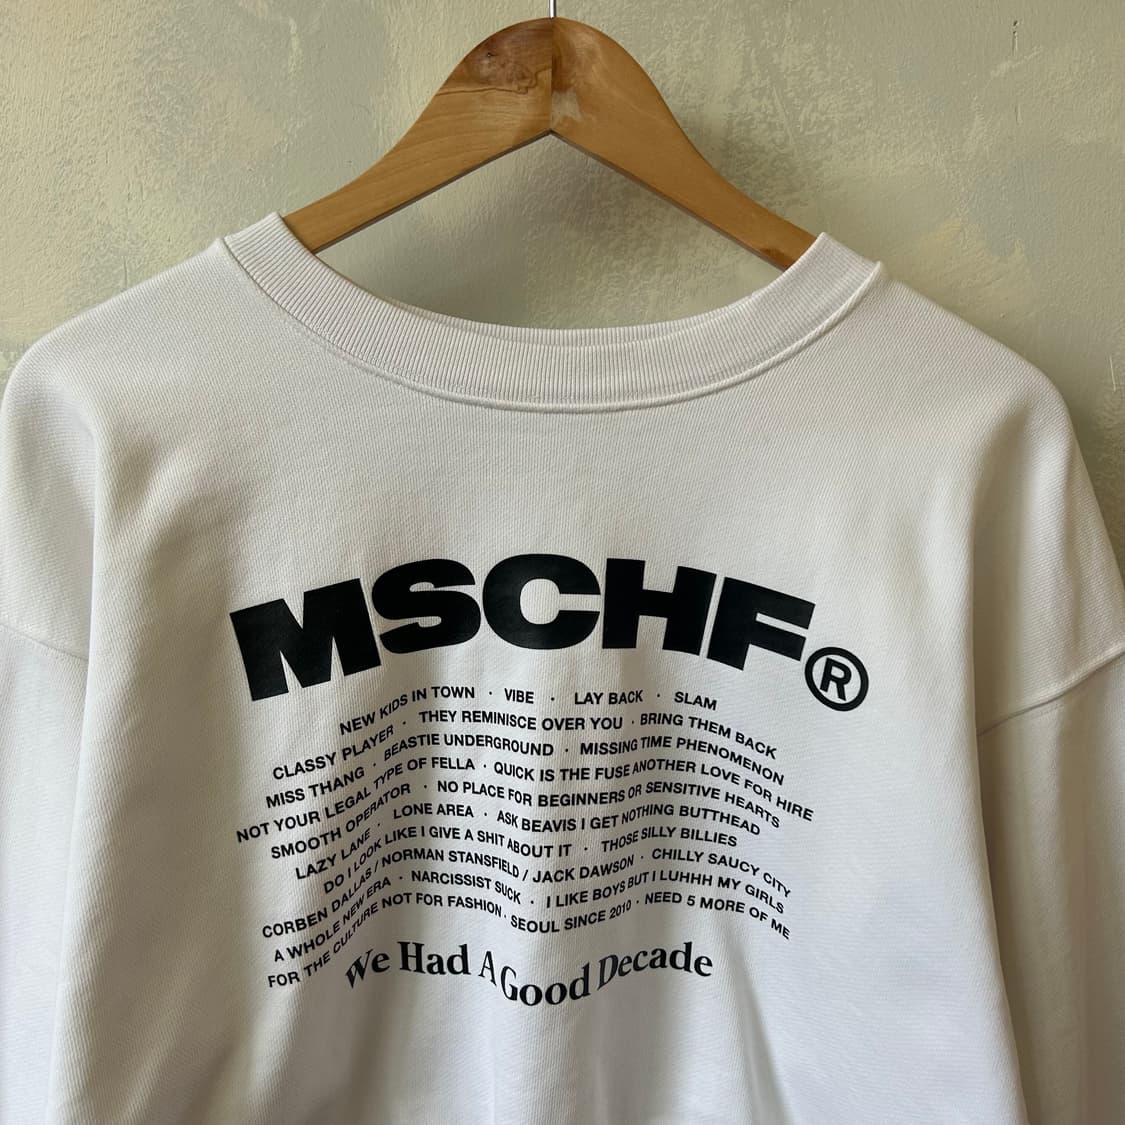 MSCHF®
NEW KIDS IN TOWN · VIBE · LAY BACK · SLAM
CLASSY PLAYER · THEY REMINISCE OVER YOU · BRING THEM BACK
MISS THANG · BEASTIE UNDERGROUND · MISSING TIME PHENOMENON
NOT YOUR LEGAL TYPE OF FELLA · QUICK IS THE FUSE ANOTHER LOVE FOR HIRE
SMOOTH OPERATOR · NO PLACE FOR BEGINNERS OR SENSITIVE HEARTS
LAZY LANE · LONE AREA · ASK BEAVIS I GET NOTHING BUTTHEAD
DO I LOOK LIKE I GIVE A SHIT ABOUT IT · THOSE SILLY BILLIES
CORBEN DALLAS / NORMAN STANSFIELD / JACK DAWSON · CHILLY SAUCY CITY
A WHOLE NEW ERA · NARCISSIST SUCK · I LIKE BOYS BUT I LUHHH MY GIRLS
FOR THE CULTURE NOT FOR FASHION · SEOUL SINCE 2010 · NEED 5 MORE OF ME
We Had A Good Decade